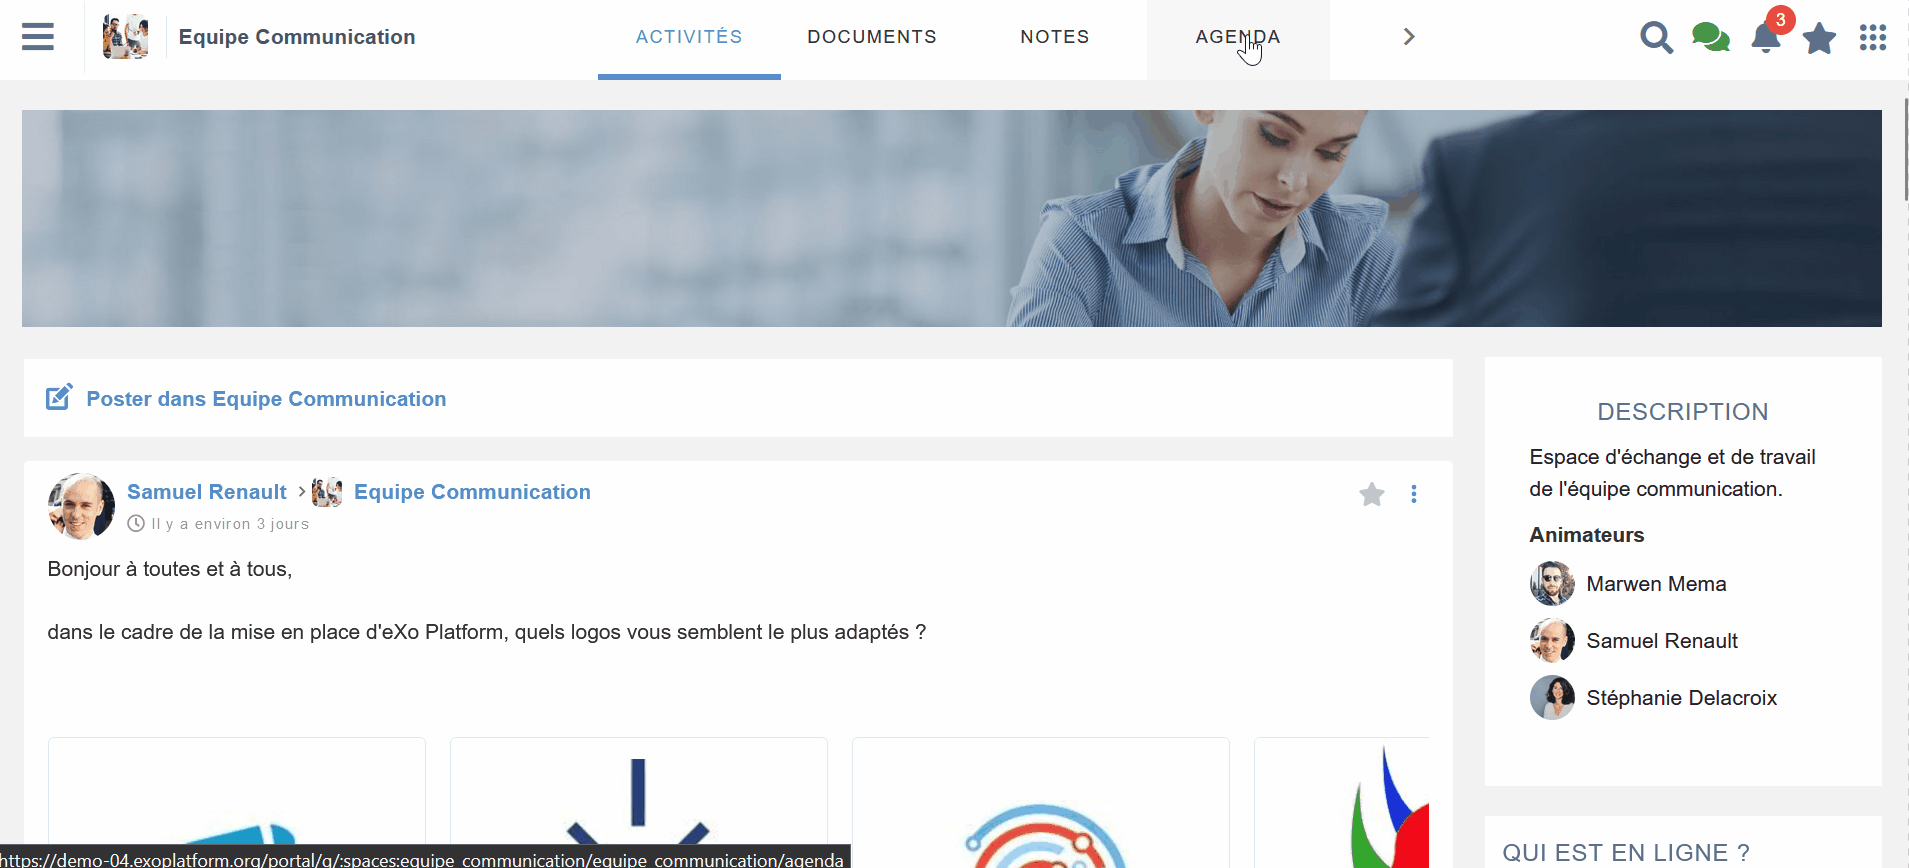 Equipe Communication
ACTIVITÉS
DOCUMENTS
NOTES
AGENDA
3
Poster dans Equipe Communication
Samuel Renault
Equipe Communication
Il y a environ 3 jours
Bonjour à toutes et à tous,
dans le cadre de la mise en place d'eXo Platform, quels logos vous semblent le plus adaptés ?
DESCRIPTION
Espace d'échange et de travail
de l'équipe communication.
Animateurs
Marwen Mema
Samuel Renault
Stéphanie Delacroix
QUI EST EN LIGNE ?
https://demo-04.exoplatform.org/portal/g/:spaces:equipe_communication/equipe_communication/agenda